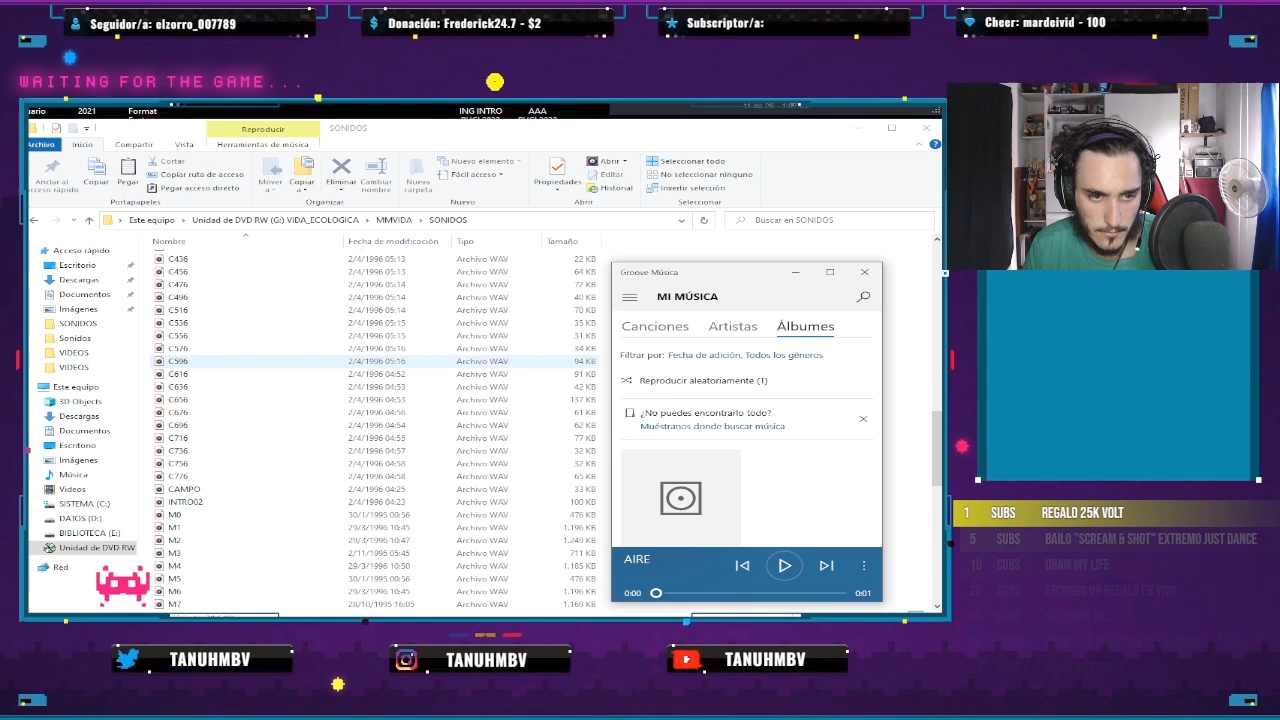 Seguidor/a: elzorro_007789
Donación: Frederick24.7 - $2
Subscriptor/a:
Cheer: mardeivid - 100
WAITING FOR THE GAME...
uario 2021 Format ING INTRO AAA
Reproducir SONIDOS
Archivo Inicio Compartir Vista Herramientas de música
Anclar al acceso rápido
Copiar
Pegar
Cortar
Copiar ruta de acceso
Pegar acceso directo
Portapapeles
Mover a
Copiar a
Eliminar
Cambiar nombre
Organizar
Nueva carpeta
Nuevo elemento
Fácil acceso
Nuevo
Propiedades
Abrir
Editar
Historial
Abrir
Seleccionar todo
No seleccionar ninguno
Invertir selección
Seleccionar
Este equipo > Unidad de DVD RW (G:) VIDA_ECOLOGICA > MMVIDA > SONIDOS
Buscar en SONIDOS
Acceso rápido
Escritorio
Descargas
Documentos
Imágenes
SONIDOS
Sonidos
VIDEOS
VIDEOS
Este equipo
3D Objects
Descargas
Documentos
Escritorio
Imágenes
Música
Videos
SISTEMA (C:)
DATOS (D:)
BIBLIOTECA (E:)
Unidad de DVD RW
Red
Nombre Fecha de modificación Tipo Tamaño
C436 2/4/1996 05:13 Archivo WAV 22 KB
C456 2/4/1996 05:13 Archivo WAV 64 KB
C476 2/4/1996 05:14 Archivo WAV 72 KB
C496 2/4/1996 05:14 Archivo WAV 40 KB
C516 2/4/1996 05:14 Archivo WAV 70 KB
C536 2/4/1996 05:15 Archivo WAV 35 KB
C556 2/4/1996 05:15 Archivo WAV 31 KB
C576 2/4/1996 05:16 Archivo WAV 34 KB
C596 2/4/1996 05:16 Archivo WAV 94 KB
C616 2/4/1996 04:52 Archivo WAV 91 KB
C636 2/4/1996 04:53 Archivo WAV 42 KB
C656 2/4/1996 04:53 Archivo WAV 137 KB
C676 2/4/1996 04:56 Archivo WAV 61 KB
C696 2/4/1996 04:54 Archivo WAV 62 KB
C716 2/4/1996 04:55 Archivo WAV 77 KB
C736 2/4/1996 04:57 Archivo WAV 32 KB
C756 2/4/1996 04:58 Archivo WAV 32 KB
C776 2/4/1996 04:58 Archivo WAV 65 KB
CAMPO 2/4/1996 04:25 Archivo WAV 33 KB
INTRO02 2/4/1996 04:23 Archivo WAV 100 KB
M0 30/1/1995 00:56 Archivo WAV 476 KB
M1 29/3/1996 10:45 Archivo WAV 1.196 KB
M2 29/3/1996 10:47 Archivo WAV 1.249 KB
M3 2/11/1995 05:45 Archivo WAV 711 KB
M4 29/3/1996 10:50 Archivo WAV 1.185 KB
M5 30/1/1995 00:56 Archivo WAV 476 KB
M6 29/3/1996 10:45 Archivo WAV 1.196 KB
M7 28/10/1995 16:05 Archivo WAV 1.169 KB
Groove Música
MI MÚSICA
Canciones Artistas Álbumes
Filtrar por: Fecha de adición, Todos los géneros
Reproducir aleatoriamente (1)
¿No puedes encontrarlo todo?
Muéstranos donde buscar música
AIRE
0:00 0:01
1 SUBS REGALO 25K VOLT
5 SUBS BAILO "SCREAM & SHOT" EXTREMO JUST DANCE
10 SUBS DRAW MY LIFE
TANUHMBV
TANUHMBV
TANUHMBV